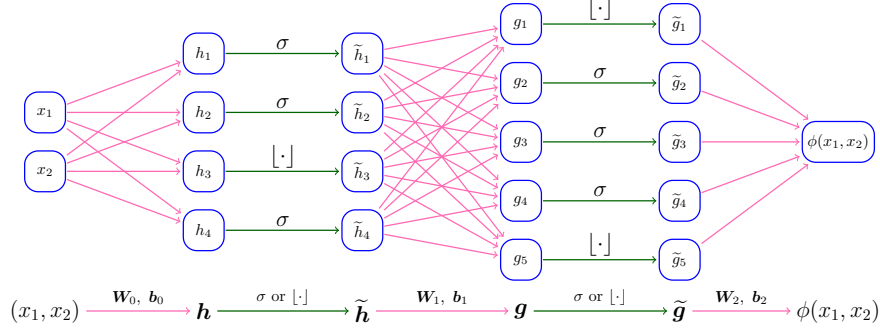 ⌊·⌋
g₁ g̃₁
h₁ σ h̃₁
σ
g₂ g̃₂
x₁
h₂ σ h̃₂
σ
g₃ g̃₃ ϕ(x₁, x₂)
⌊·⌋
x₂ h₃ h̃₃
σ
g₄ g̃₄
h₄ σ h̃₄
⌊·⌋
g₅ g̃₅
W₀, b₀ σ or ⌊·⌋ W₁, b₁ σ or ⌊·⌋ W₂, b₂
(x₁, x₂) h h̃ g g̃ ϕ(x₁, x₂)